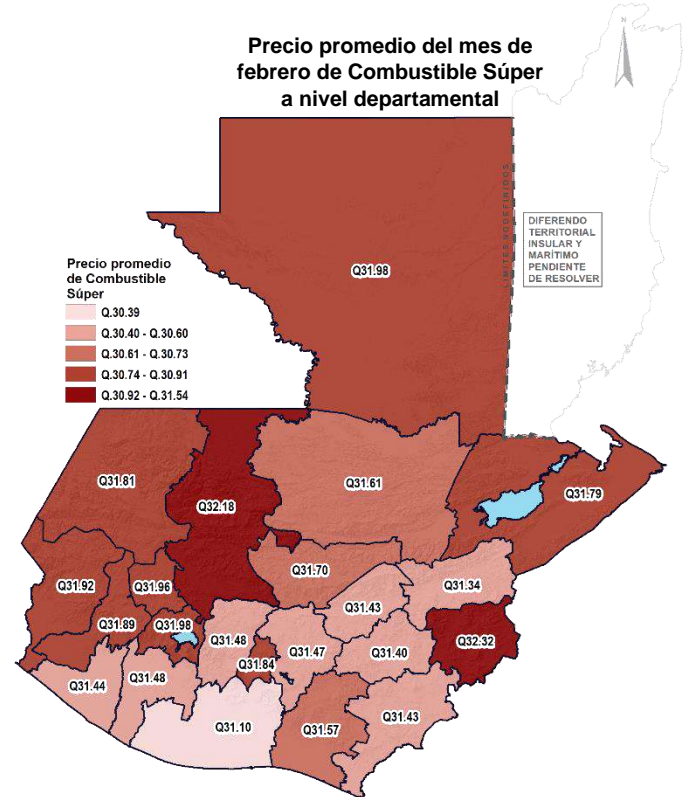 Precio promedio del mes de
febrero de Combustible Súper
a nivel departamental
N
LIMITES NO DEFINIDOS
DIFERENDO
TERRITORIAL
INSULAR Y
MARÍTIMO
PENDIENTE
DE RESOLVER
Q31.98
Precio promedio
de Combustible
Súper
Q.30.39
Q.30.40 - Q.30.60
Q.30.61 - Q.30.73
Q.30.74 - Q.30.91
Q.30.92 - Q.31.54
Q31.81
Q32.18
Q31.61
Q31.79
Q31.92
Q31.96
Q31.70
Q31.34
Q31.89
Q31.98
Q31.43
Q31.48
Q31.84
Q31.47
Q31.40
Q32.32
Q31.44
Q31.48
Q31.10
Q31.57
Q31.43